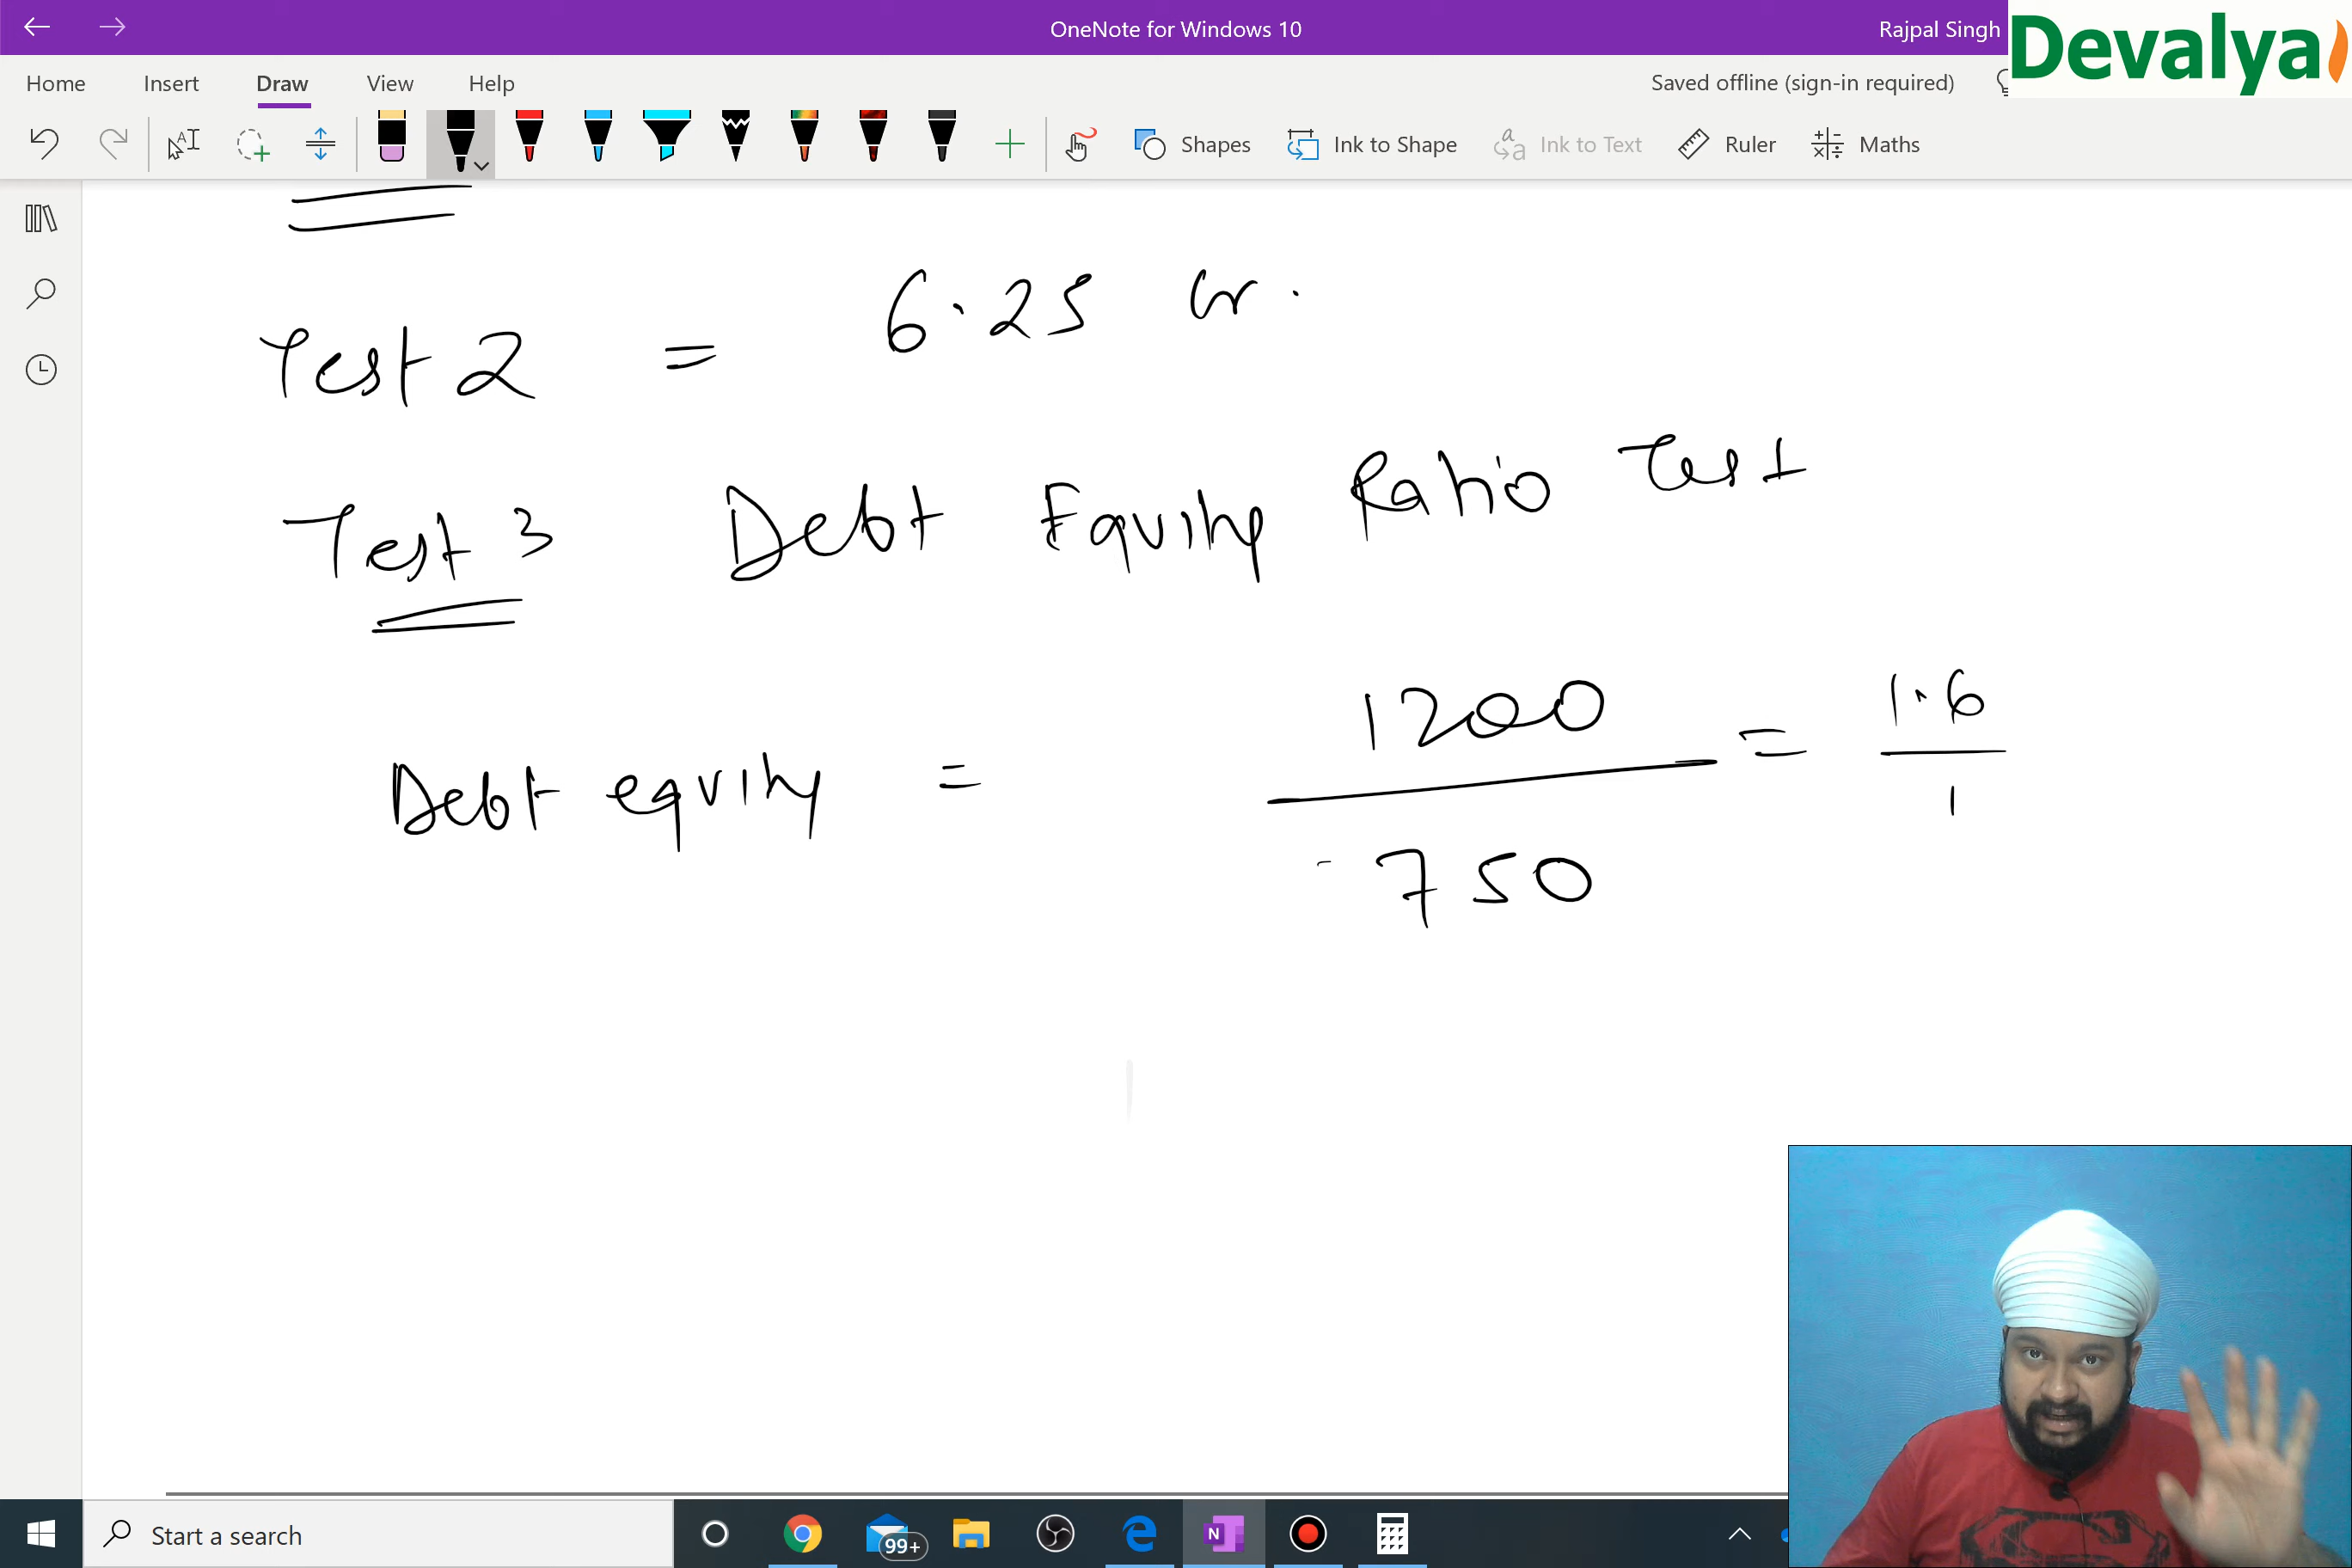 OneNote for Windows 10
Rajpal Singh
Devalya
Home Insert Draw View Help
Saved offline (sign-in required)
Shapes Ink to Shape Ink to Text Ruler Maths
Test 2 = 6.25 Cr.
Test 3 Debt Equity Ratio Test
Debt equity = 1200 / 750 = 1.6 / 1
Start a search
99+
N